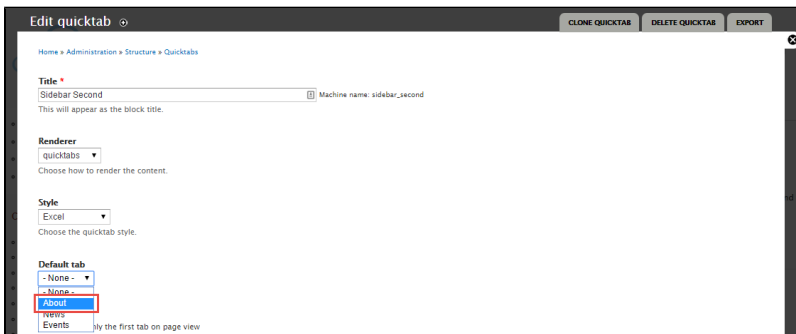 Edit quicktab
CLONE QUICKTAB
DELETE QUICKTAB
EXPORT
Home » Administration » Structure » Quicktabs
Title *
Sidebar Second
Machine name: sidebar_second
This will appear as the block title.
Renderer
quicktabs
Choose how to render the content.
Style
Excel
Choose the quicktab style.
Default tab
- None -
- None -
About
News
Events
only the first tab on page view